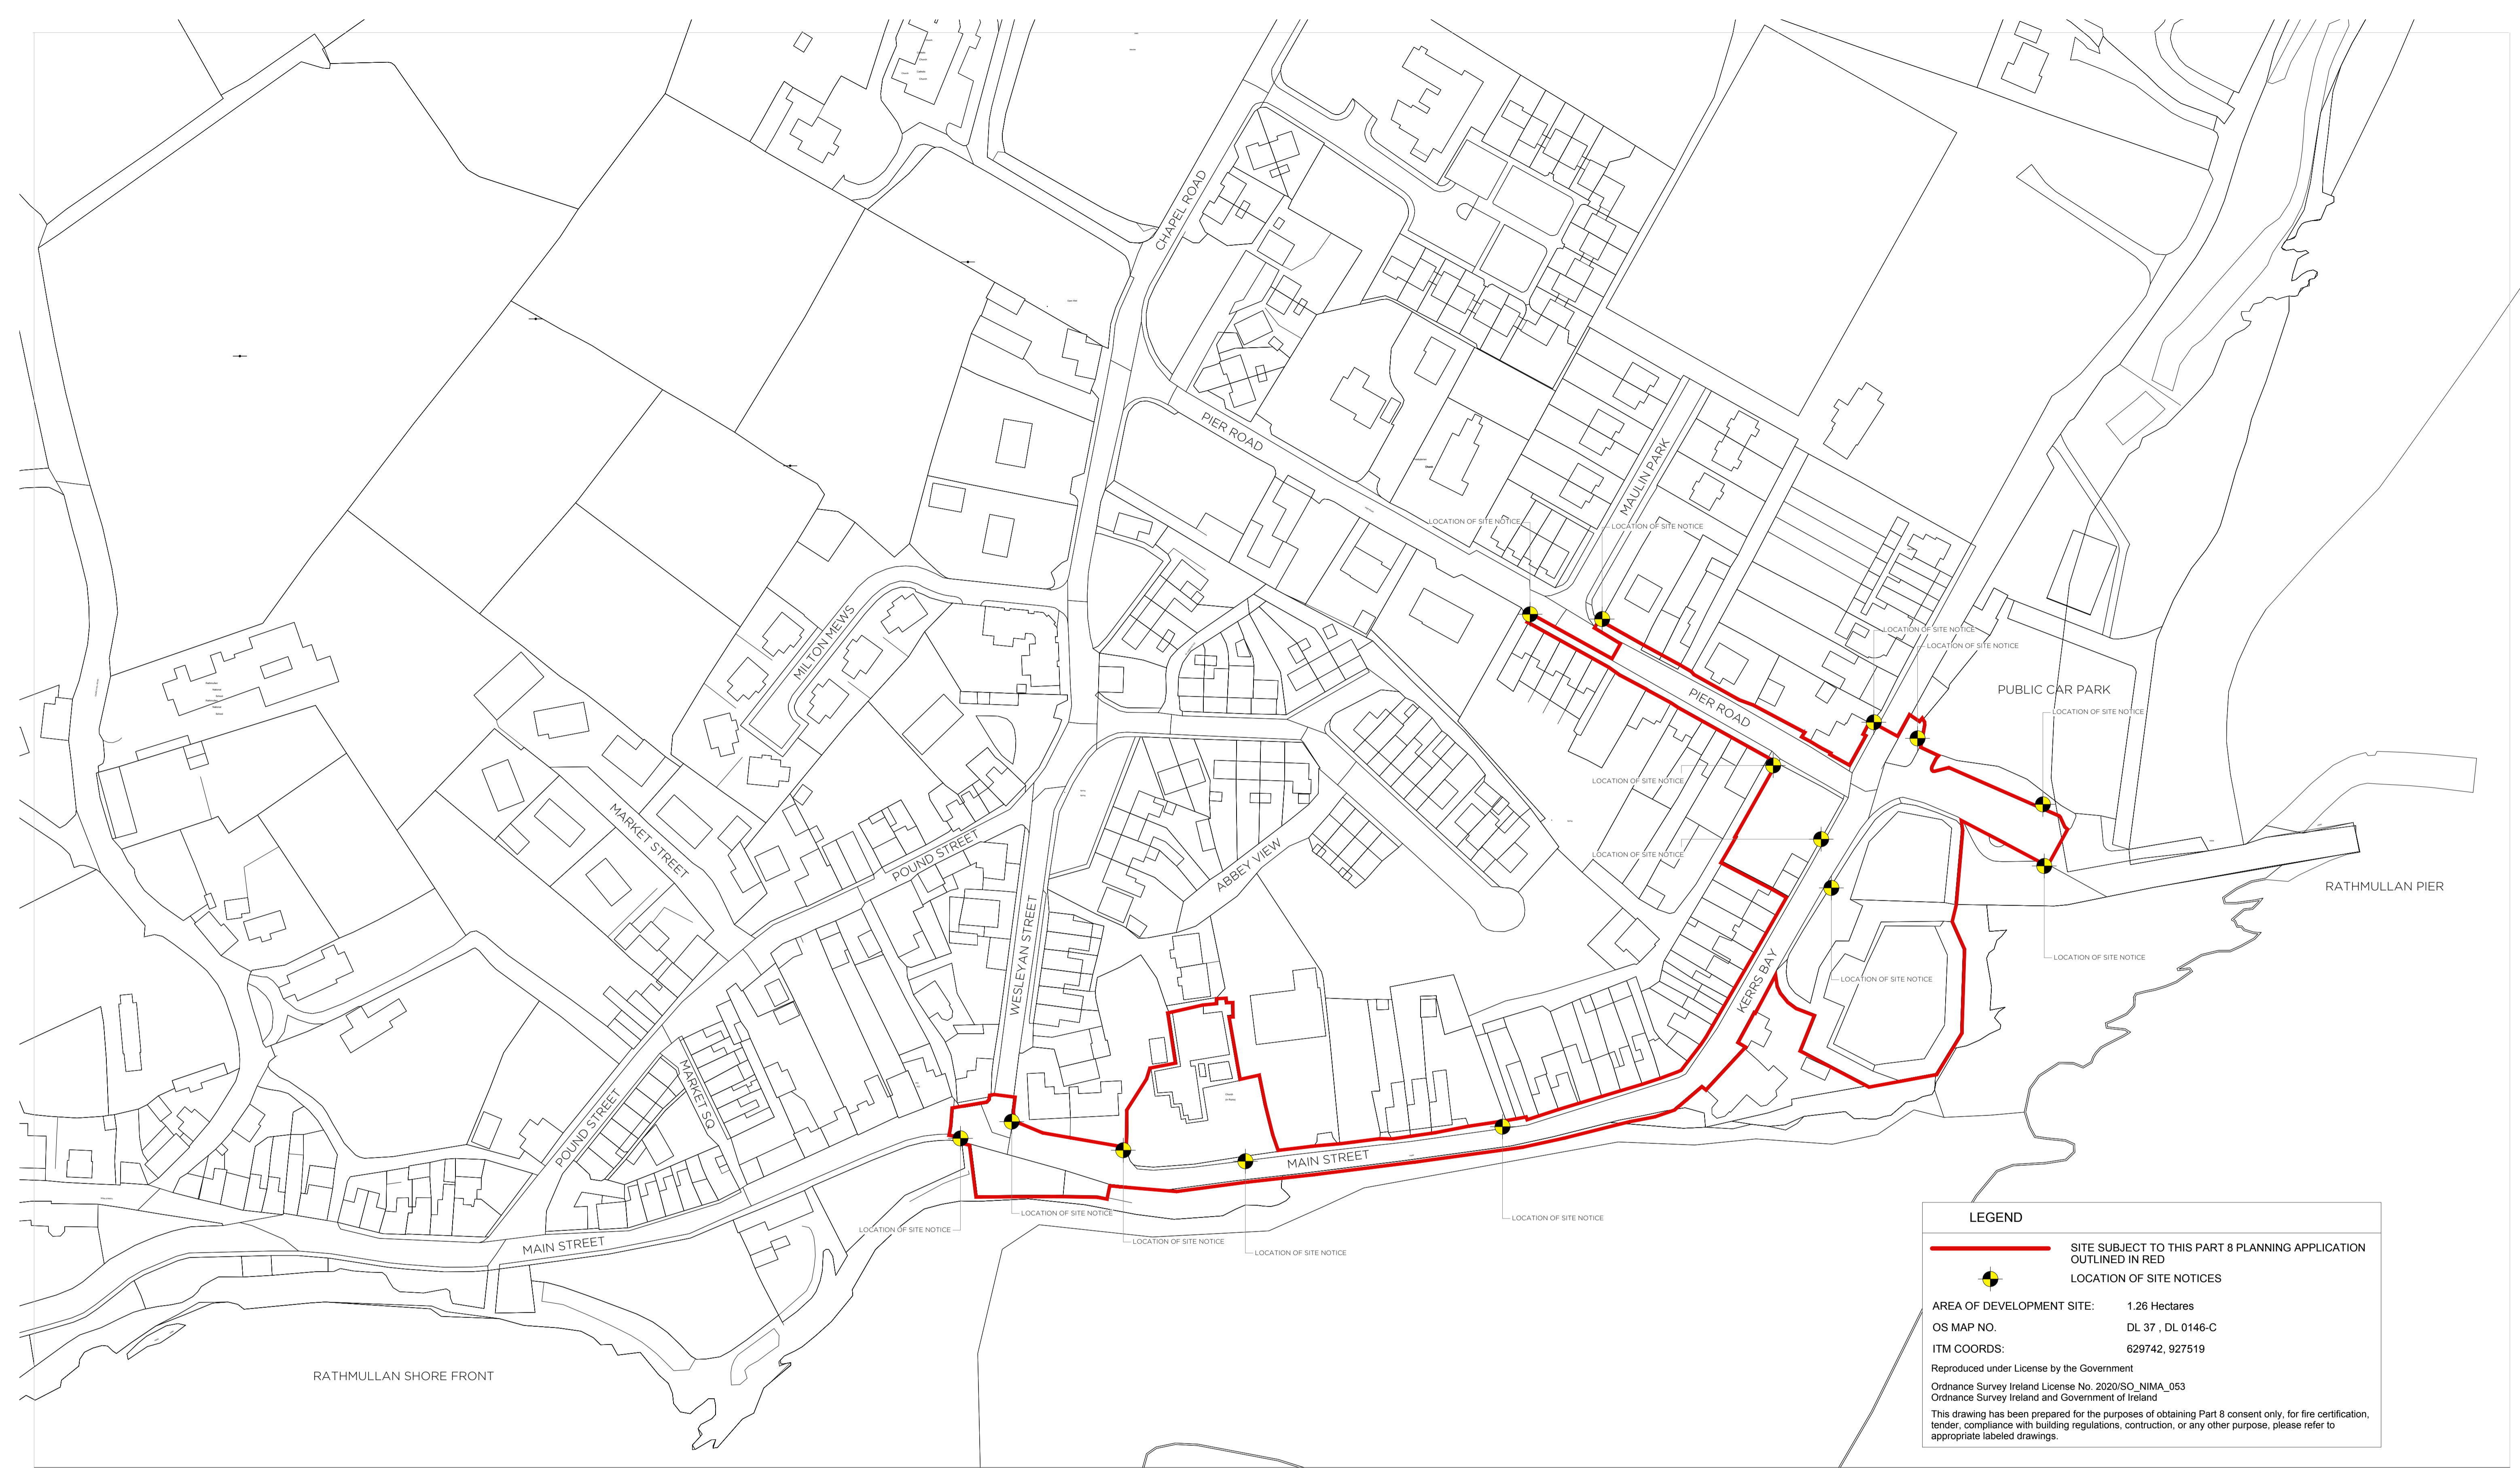 CHAPEL ROAD
PIER ROAD
MAULIN PARK
LOCATION OF SITE NOTICE
LOCATION OF SITE NOTICE
MILTON MEWS
LOCATION OF SITE NOTICE
LOCATION OF SITE NOTICE
PUBLIC CAR PARK
PIER ROAD
LOCATION OF SITE NOTICE
LOCATION OF SITE NOTICE
MARKET STREET
POUND STREET
ABBEY VIEW
LOCATION OF SITE NOTICE
RATHMULLAN PIER
WESLEYAN STREET
KERRS BAY
LOCATION OF SITE NOTICE
LOCATION OF SITE NOTICE
MARKET SQ
POUND STREET
MAIN STREET
LOCATION OF SITE NOTICE
LOCATION OF SITE NOTICE
LOCATION OF SITE NOTICE
LOCATION OF SITE NOTICE
LOCATION OF SITE NOTICE
MAIN STREET
RATHMULLAN SHORE FRONT
LEGEND
SITE SUBJECT TO THIS PART 8 PLANNING APPLICATION
OUTLINED IN RED
LOCATION OF SITE NOTICES
AREA OF DEVELOPMENT SITE: 1.26 Hectares
OS MAP NO. DL 37 , DL 0146-C
ITM COORDS: 629742, 927519
Reproduced under License by the Government
Ordnance Survey Ireland License No. 2020/SO_NIMA_053
Ordnance Survey Ireland and Government of Ireland
This drawing has been prepared for the purposes of obtaining Part 8 consent only, for fire certification,
tender, compliance with building regulations, contruction, or any other purpose, please refer to
appropriate labeled drawings.